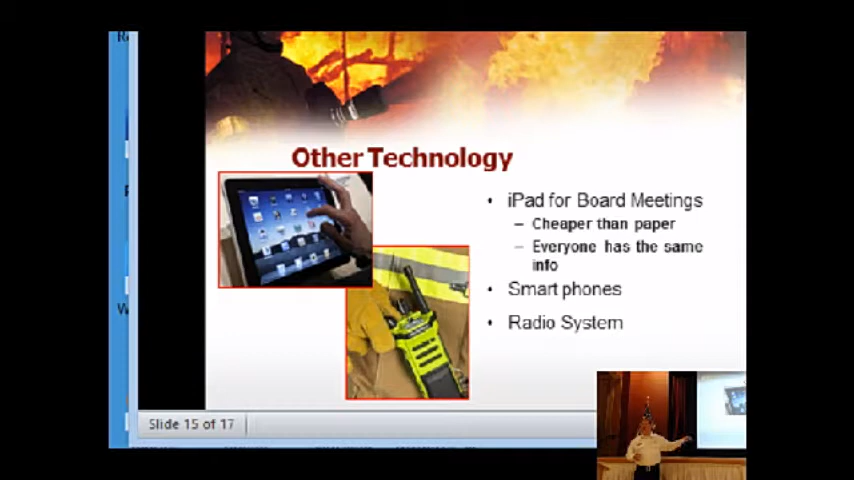 Other Technology
• iPad for Board Meetings
– Cheaper than paper
– Everyone has the same
info
• Smart phones
• Radio System
Slide 15 of 17